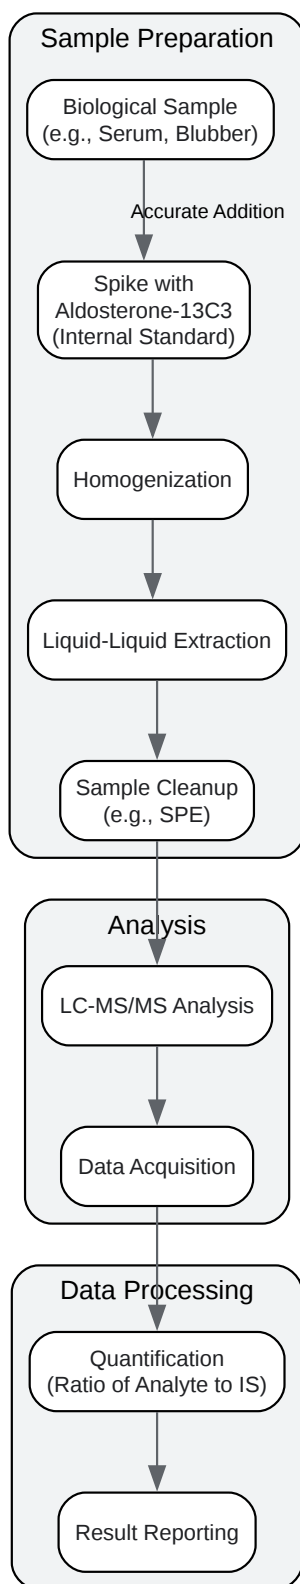 Sample Preparation
Biological Sample
(e.g., Serum, Blubber)
Accurate Addition
Spike with
Aldosterone-13C3
(Internal Standard)
Homogenization
Liquid-Liquid Extraction
Sample Cleanup
(e.g., SPE)
Analysis
LC-MS/MS Analysis
Data Acquisition
Data Processing
Quantification
(Ratio of Analyte to IS)
Result Reporting